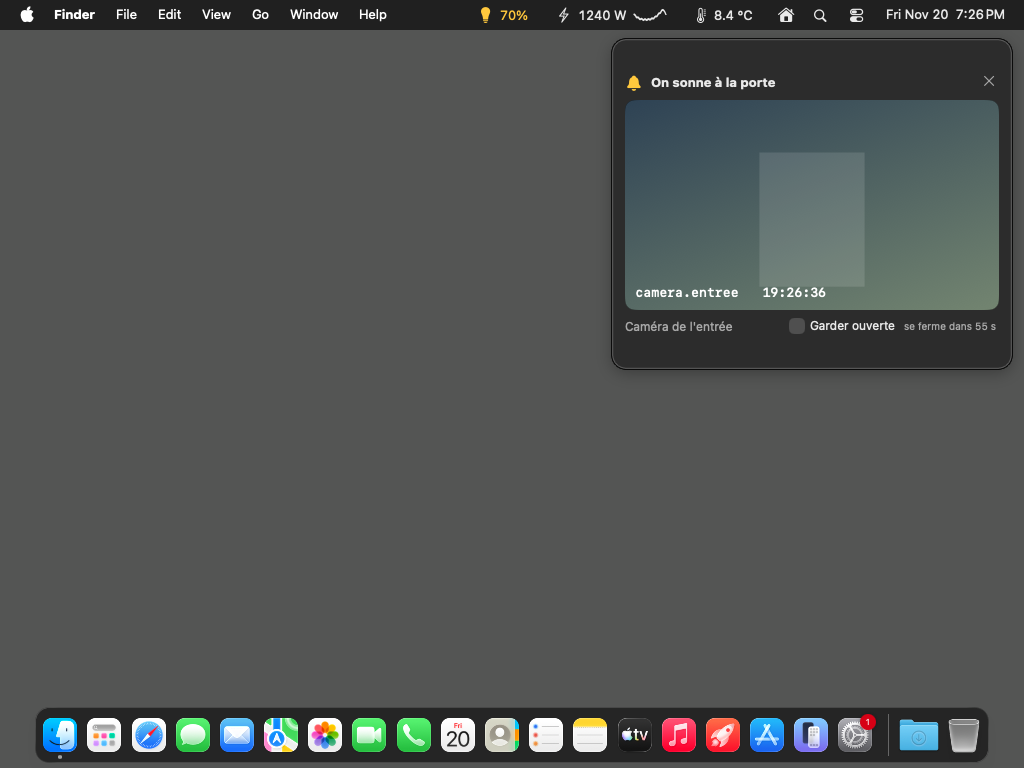 Finder File Edit View Go Window Help 70% 1240 W 8.4 °C Fri Nov 20 7:26 PM
On sonne à la porte
camera.entree 19:26:36
Caméra de l'entrée Garder ouverte se ferme dans 55 s
Fri
20
tv
1